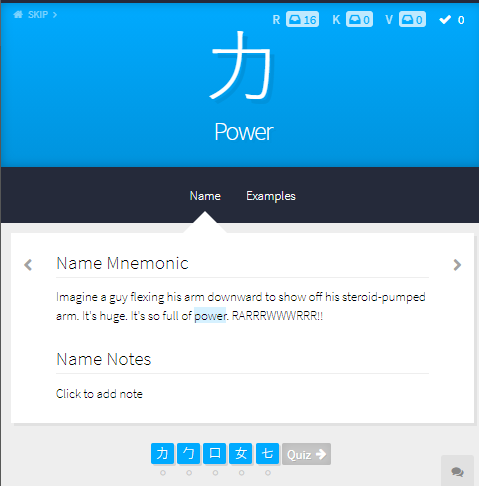 SKIP R 16 K 0 V 0 0
力
Power
Name Examples
Name Mnemonic
Imagine a guy flexing his arm downward to show off his steroid-pumped
arm. It's huge. It's so full of power. RARRRWWWRRR!!
Name Notes
Click to add note
力 勹 口 女 七 Quiz